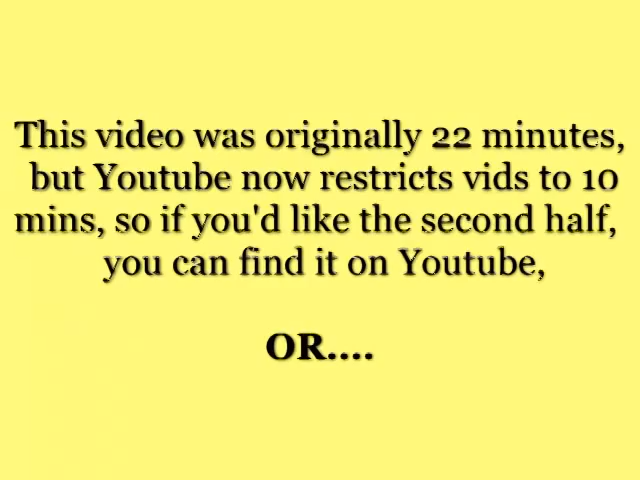 This video was originally 22 minutes,
but Youtube now restricts vids to 10
mins, so if you'd like the second half,
you can find it on Youtube,
OR....